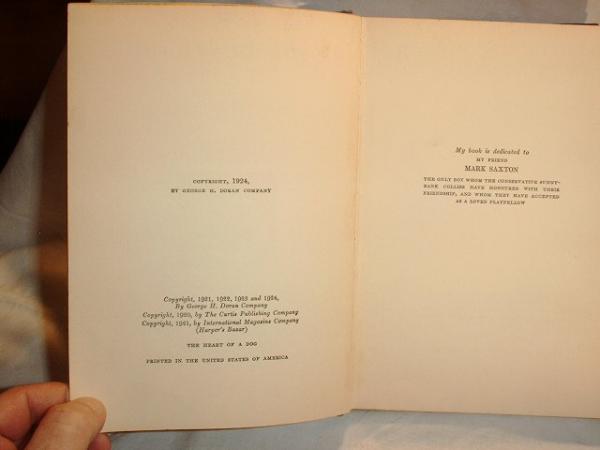 COPYRIGHT, 1924,
BY GEORGE H. DORAN COMPANY
Copyright, 1921, 1922, 1923 and 1924,
By George H. Doran Company
Copyright, 1920, by The Curtis Publishing Company
Copyright, 1921, by International Magazine Company
(Harper's Bazar)
THE HEART OF A DOG
PRINTED IN THE UNITED STATES OF AMERICA
My book is dedicated to
MY FRIEND
MARK SAXTON
THE ONLY BOY WHOM THE CONSERVATIVE SUNNY-
BANK COLLIES HAVE HONORED WITH THEIR
FRIENDSHIP, AND WHOM THEY HAVE ACCEPTED
AS A LOVED PLAYFELLOW